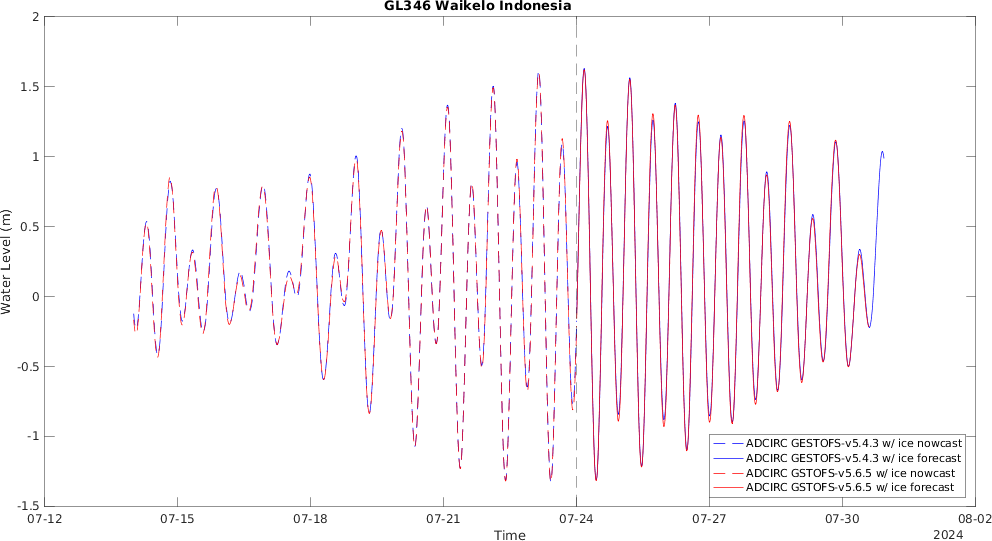 GL346 Waikelo Indonesia
2
1.5
1
0.5
0
-0.5
-1
-1.5
Water Level (m)
ADCIRC GESTOFS-v5.4.3 w/ ice nowcast
ADCIRC GESTOFS-v5.4.3 w/ ice forecast
ADCIRC GSTOFS-v5.6.5 w/ ice nowcast
ADCIRC GSTOFS-v5.6.5 w/ ice forecast
07-12 07-15 07-18 07-21 07-24 07-27 07-30 08-02
Time
2024